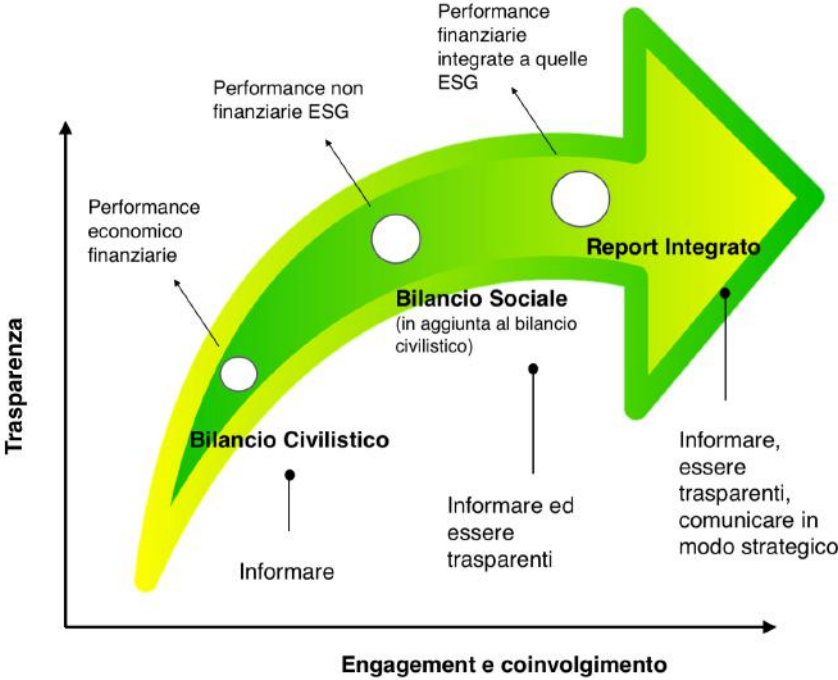 Performance
finanziarie
integrate a quelle
ESG
Performance non
finanziarie ESG
Performance
economico
finanziarie
Report Integrato
Bilancio Sociale
(in aggiunta al bilancio
civilistico)
Bilancio Civilistico
Informare,
essere
trasparenti,
comunicare in
modo strategico
Informare ed
essere
trasparenti
Informare
Trasparenza
Engagement e coinvolgimento